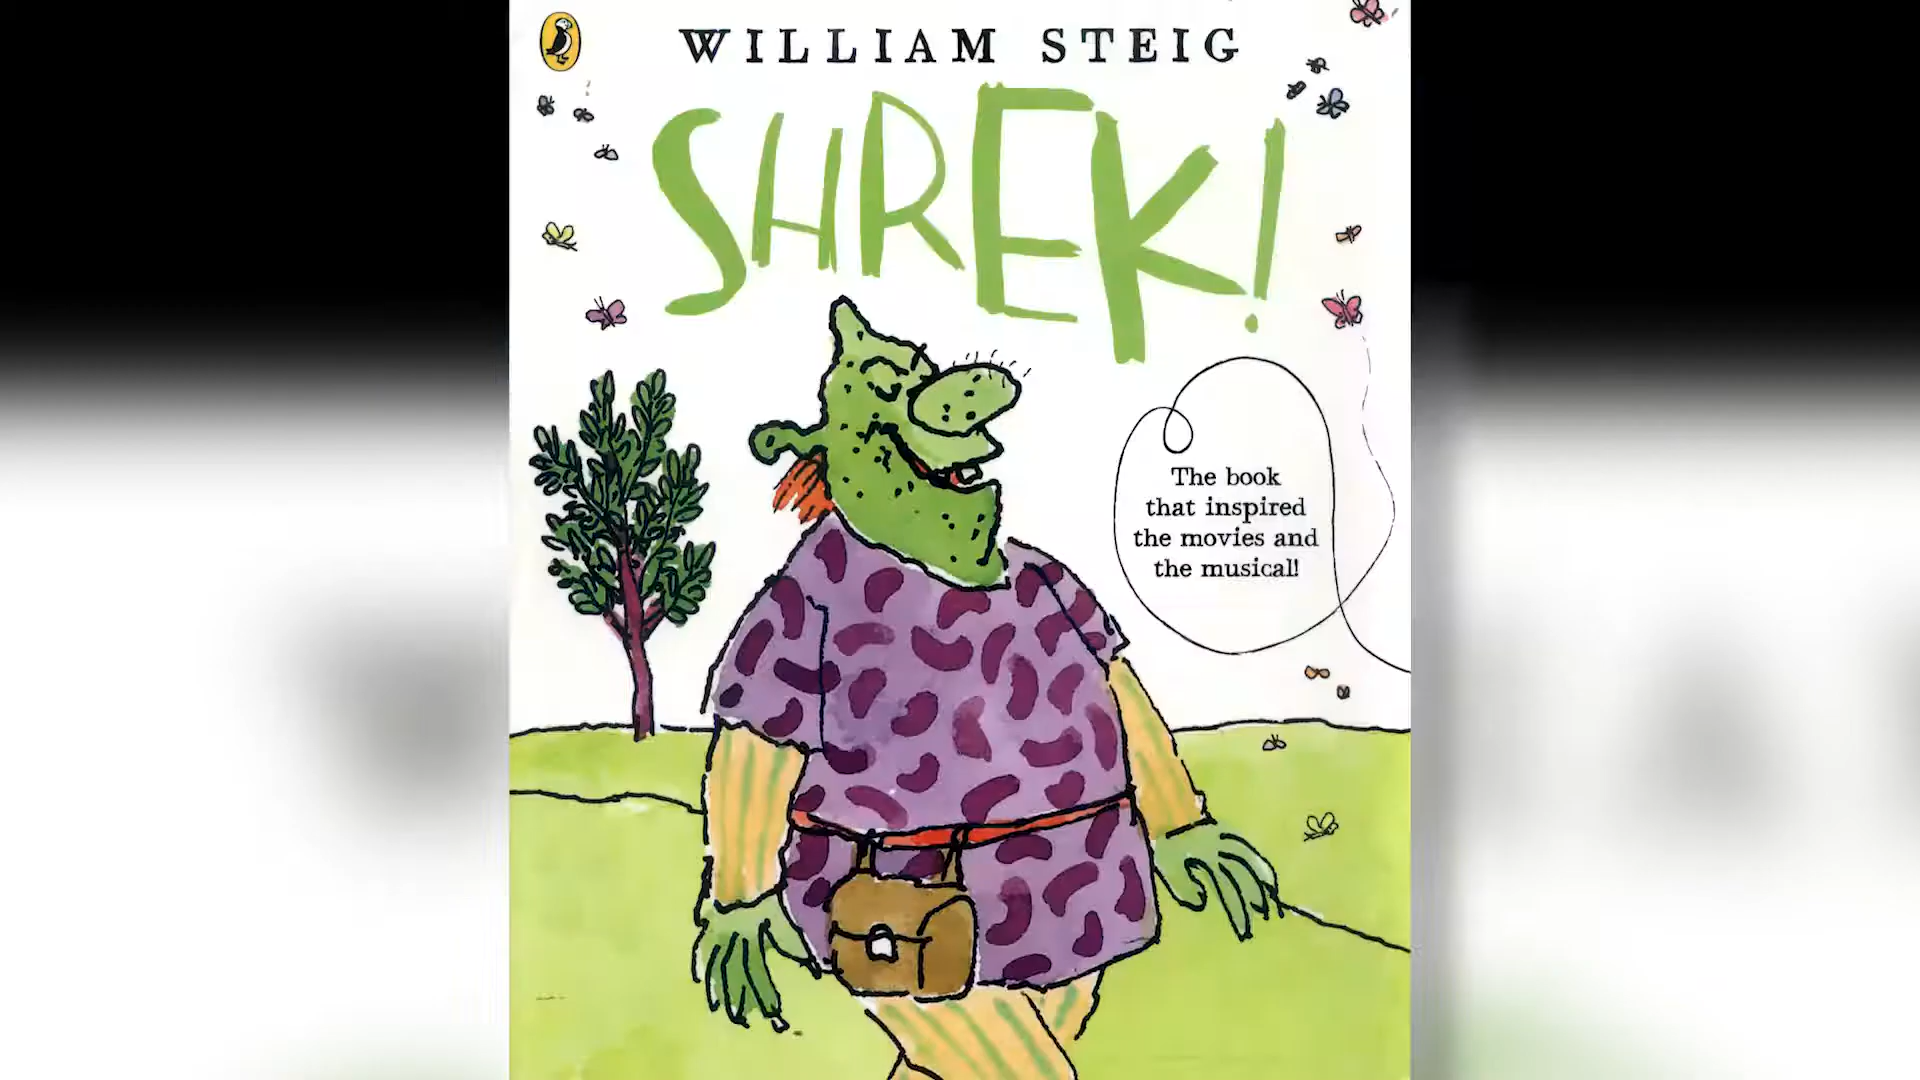 WILLIAM STEIG
SHREK!
The book
that inspired
the movies and
the musical!